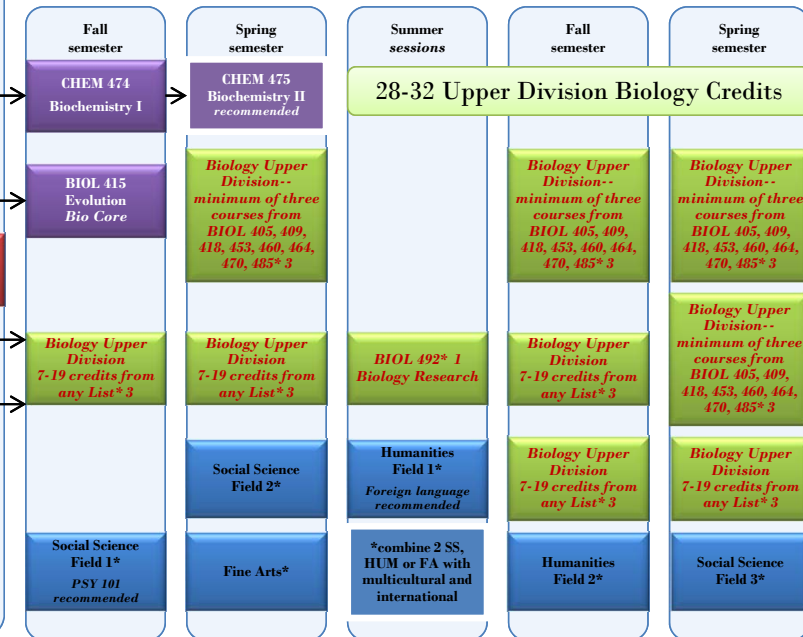 Fall
semester
CHEM 474
Biochemistry I
BIOL 415
Evolution
Bio Core
Biology Upper
Division
7-19 credits from
any List* 3
Social Science
Field 1*
PSY 101
recommended
Spring
semester
CHEM 475
Biochemistry II
recommended
Biology Upper
Division--
minimum of three
courses from
BIOL 405, 409,
418, 453, 460, 464,
470, 485* 3
Biology Upper
Division
7-19 credits from
any List* 3
Social Science
Field 2*
Fine Arts*
Summer
sessions
28-32 Upper Division Biology Credits
BIOL 492* 1
Biology Research
Humanities
Field 1*
Foreign language
recommended
*combine 2 SS,
HUM or FA with
multicultural and
international
Fall
semester
Biology Upper
Division--
minimum of three
courses from
BIOL 405, 409,
418, 453, 460, 464,
470, 485* 3
Biology Upper
Division
7-19 credits from
any List* 3
Biology Upper
Division
7-19 credits from
any List* 3
Humanities
Field 2*
Spring
semester
Biology Upper
Division--
minimum of three
courses from
BIOL 405, 409,
418, 453, 460, 464,
470, 485* 3
Biology Upper
Division--
minimum of three
courses from
BIOL 405, 409,
418, 453, 460, 464,
470, 485* 3
Biology Upper
Division
7-19 credits from
any List* 3
Social Science
Field 3*